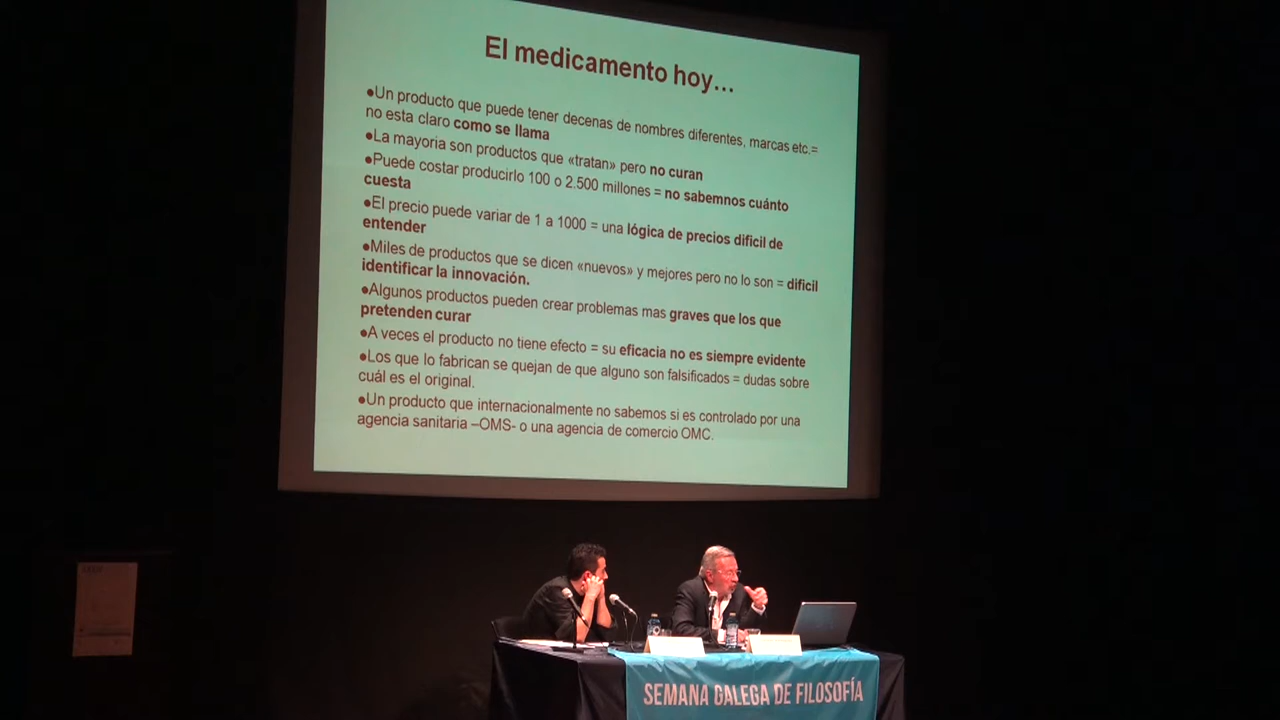 El medicamento hoy...
●Un producto que puede tener decenas de nombres diferentes, marcas etc.=
no esta claro como se llama
●La mayoria son productos que «tratan» pero no curan
●Puede costar producirlo 100 o 2.500 millones = no sabemnos cuánto
cuesta
●El precio puede variar de 1 a 1000 = una lógica de precios dificil de
entender
●Miles de productos que se dicen «nuevos» y mejores pero no lo son = dificil
identificar la innovación.
●Algunos productos pueden crear problemas mas graves que los que
pretenden curar
●A veces el producto no tiene efecto = su eficacia no es siempre evidente
●Los que lo fabrican se quejan de que alguno son falsificados = dudas sobre
cuál es el original.
●Un producto que internacionalmente no sabemos si es controlado por una
agencia sanitaria –OMS- o una agencia de comercio OMC.
SEMANA GALEGA DE FILOSOFÍA